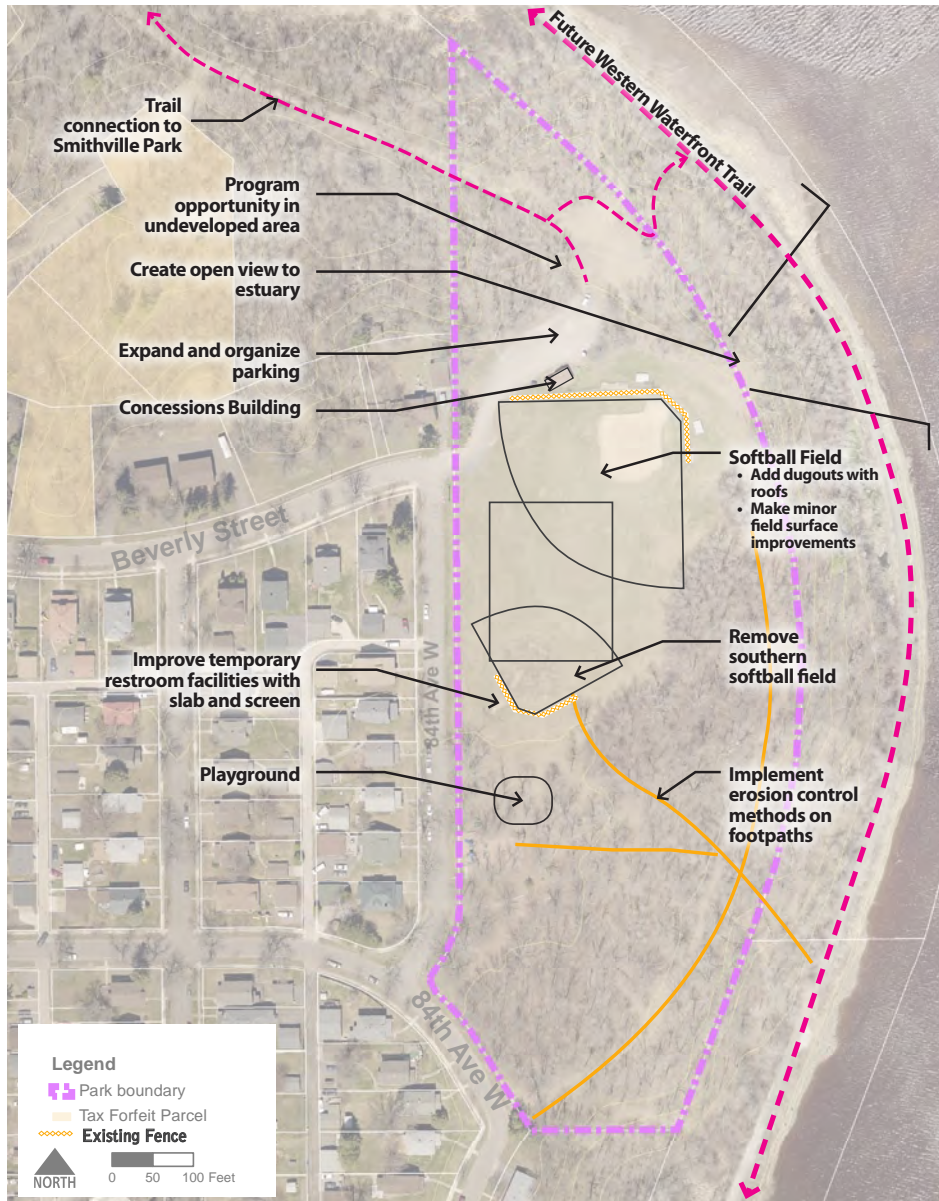 Future Western Waterfront Trail
Trail
connection to
Smithville Park
Program
opportunity in
undeveloped area
Create open view to
estuary
Expand and organize
parking
Concessions Building
Softball Field
• Add dugouts with
roofs
• Make minor
field surface
improvements
Beverly Street
Improve temporary
restroom facilities with
slab and screen
84th Ave W
Remove
southern
softball field
Playground
Implement
erosion control
methods on
footpaths
84th Ave W
Legend
Park boundary
Tax Forfeit Parcel
Existing Fence
NORTH
0 50 100 Feet